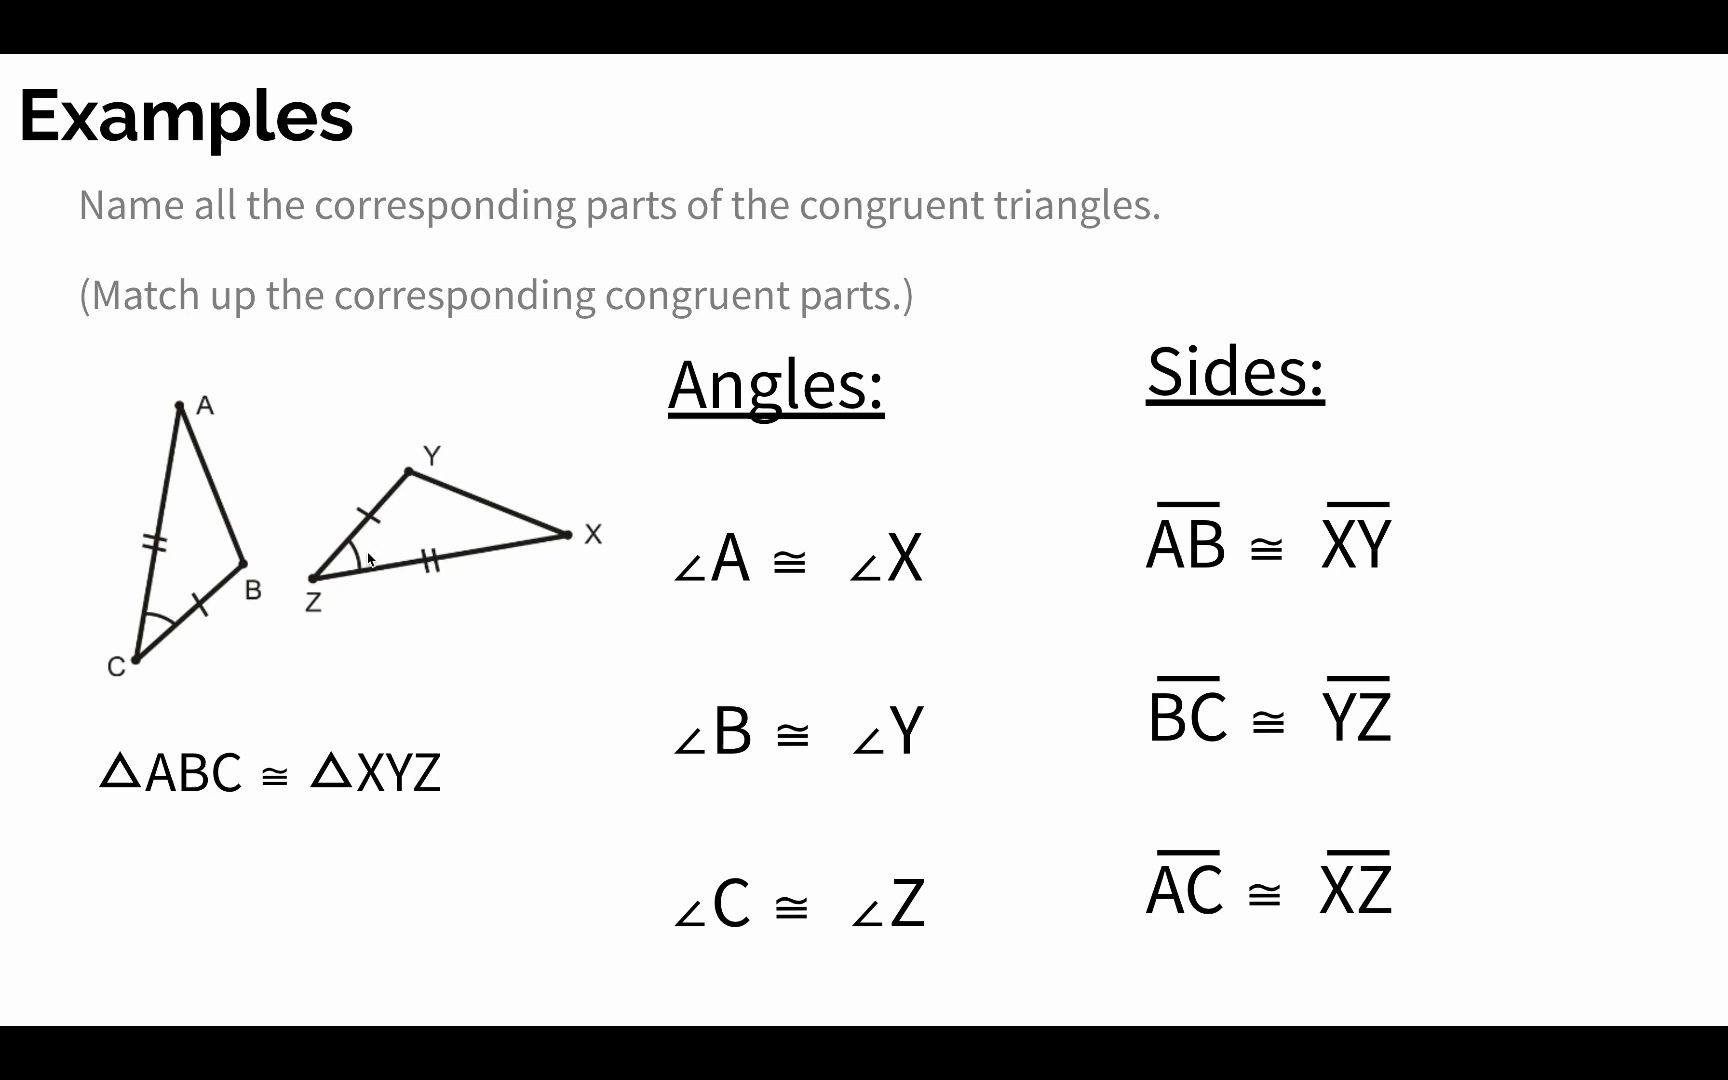 Examples
Name all the corresponding parts of the congruent triangles.
(Match up the corresponding congruent parts.)
Angles:
Sides:
A
Y
X
B
Z
C
△ABC ≅ △XYZ
∠A ≅ ∠X
∠B ≅ ∠Y
∠C ≅ ∠Z
A̅B̅ ≅ X̅Y̅
B̅C̅ ≅ Y̅Z̅
A̅C̅ ≅ X̅Z̅